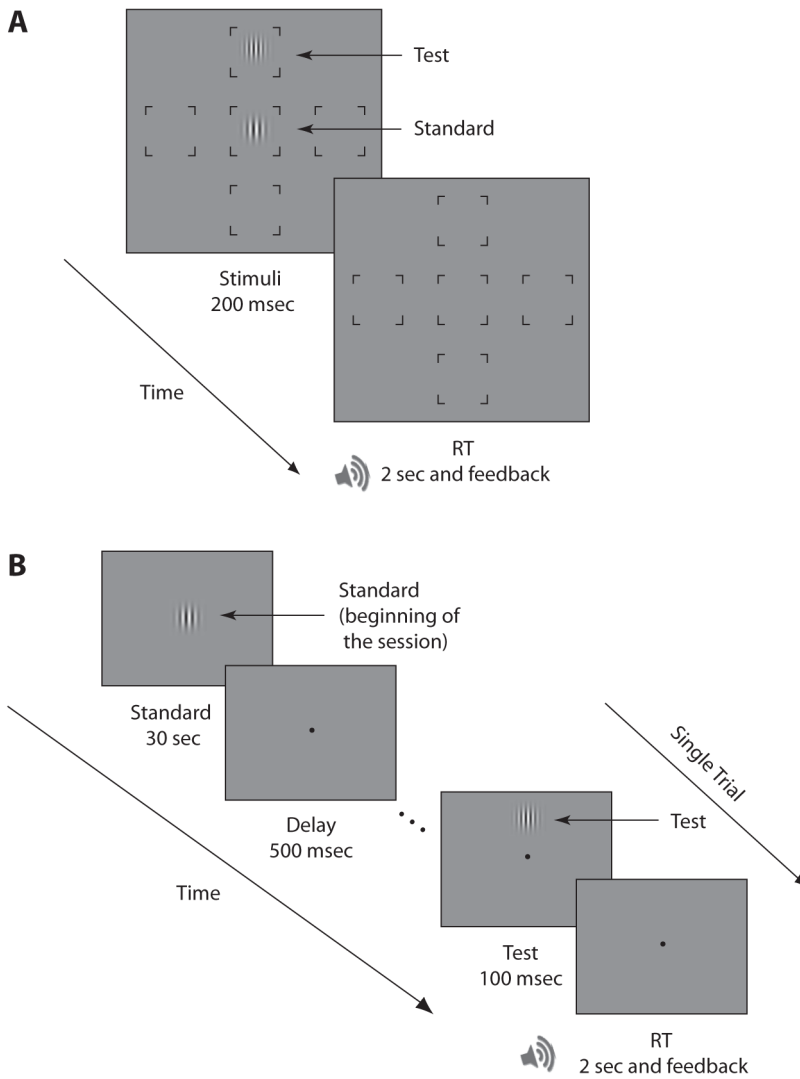 A
Test
Standard
Stimuli
200 msec
Time
RT
2 sec and feedback
B
Standard
(beginning of
the session)
Standard
30 sec
Delay
500 msec
Single Trial
Test
Time
Test
100 msec
RT
2 sec and feedback